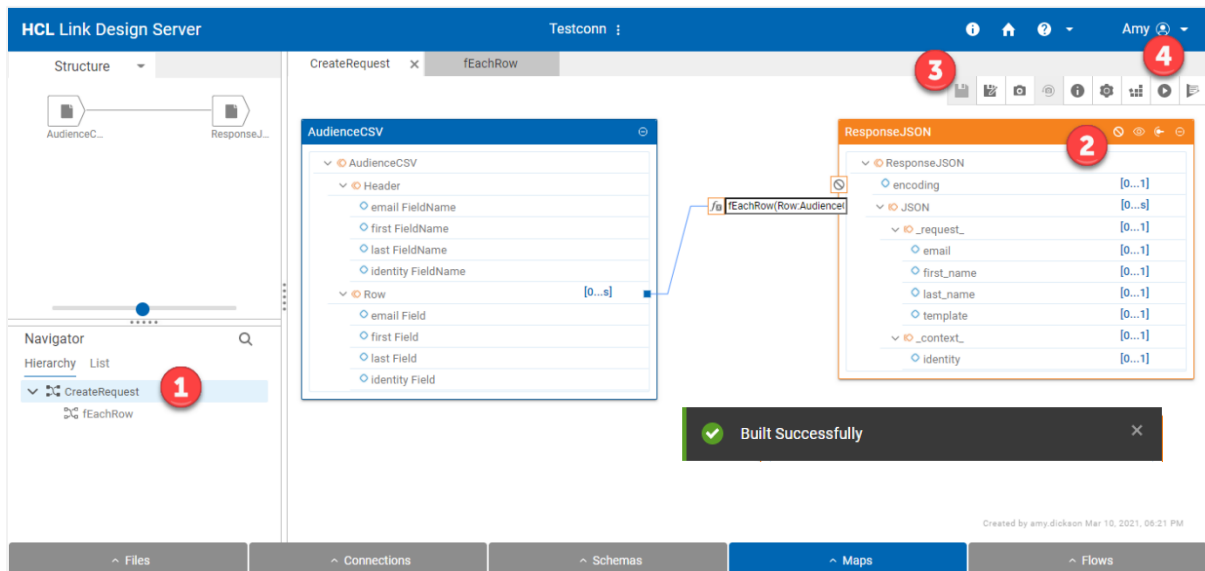 HCL Link Design Server
Testconn
Amy
Structure
CreateRequest
fEachRow
3
4
AudienceC...
ResponseJ...
AudienceCSV
AudienceCSV
Header
email FieldName
first FieldName
last FieldName
identity FieldName
Row [0...s]
email Field
first Field
last Field
identity Field
fEachRow(Row:Audience
ResponseJSON
2
ResponseJSON
encoding [0...1]
JSON [0...s]
_request_ [0...1]
email [0...1]
first_name [0...1]
last_name [0...1]
template [0...1]
_context_ [0...1]
identity [0...1]
Navigator
Hierarchy List
CreateRequest
1
fEachRow
Built Successfully
Created by amy.dickson Mar 10, 2021, 06:21 PM
Files
Connections
Schemas
Maps
Flows